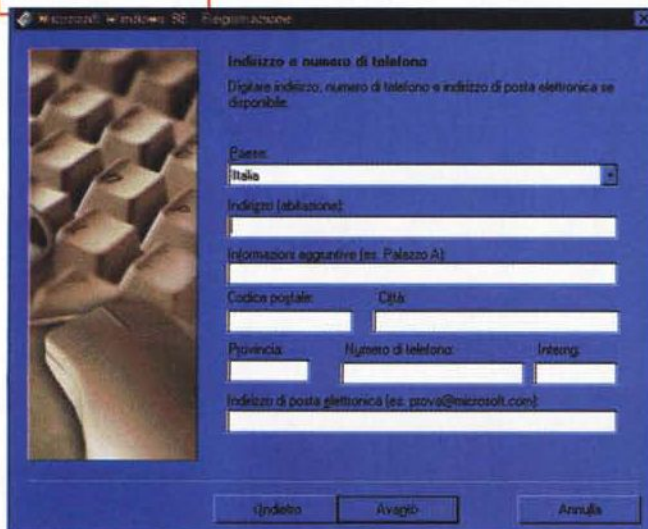 Microsoft Windows 98 Registrazione
Indirizzo e numero di telefono
Digitare indirizzo, numero di telefono e indirizzo di posta elettronica se
disponibile.
Paese:
Italia
Indirizzo (abitazione):
Informazioni aggiuntive (es. Palazzo A):
Codice postale: Città:
Provincia: Numero di telefono: Interno:
Indirizzo di posta elettronica (es. prova@microsoft.com):
<Indietro Avanti> Annulla